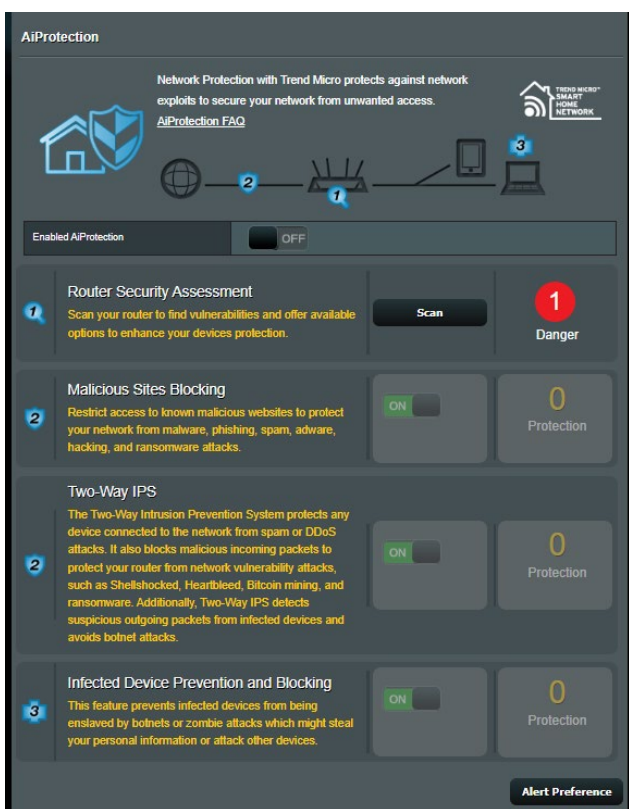 AiProtection
Network Protection with Trend Micro protects against network
exploits to secure your network from unwanted access.
AiProtection FAQ
TREND MICRO™
SMART
HOME
NETWORK
3
2
1
Enabled AiProtection
OFF
1
Router Security Assessment
Scan your router to find vulnerabilities and offer available
options to enhance your devices protection.
Scan
1
Danger
2
Malicious Sites Blocking
Restrict access to known malicious websites to protect
your network from malware, phishing, spam, adware,
hacking, and ransomware attacks.
ON
0
Protection
2
Two-Way IPS
The Two-Way Intrusion Prevention System protects any
device connected to the network from spam or DDoS
attacks. It also blocks malicious incoming packets to
protect your router from network vulnerability attacks,
such as Shellshocked, Heartbleed, Bitcoin mining, and
ransomware. Additionally, Two-Way IPS detects
suspicious outgoing packets from infected devices and
avoids botnet attacks.
ON
0
Protection
3
Infected Device Prevention and Blocking
This feature prevents infected devices from being
enslaved by botnets or zombie attacks which might steal
your personal information or attack other devices.
ON
0
Protection
Alert Preference